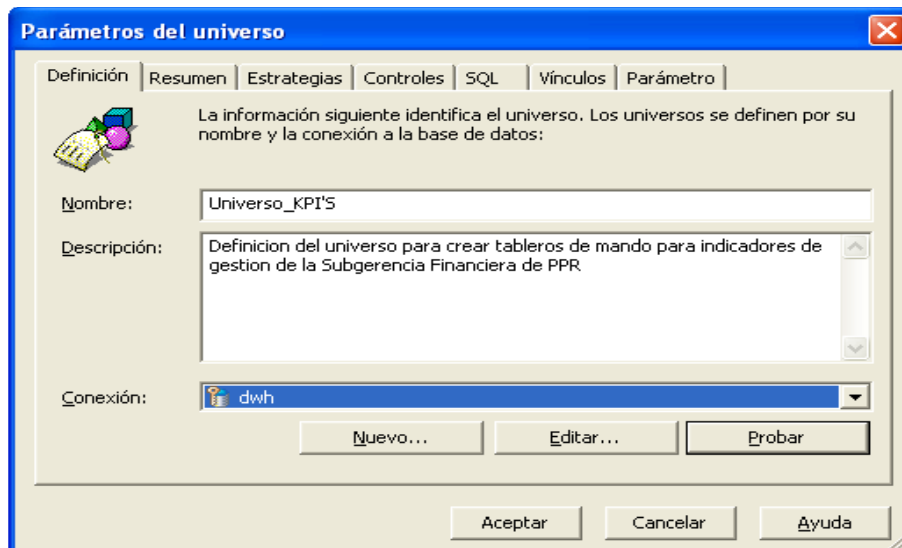 Parámetros del universo
Definición Resumen Estrategias Controles SQL Vínculos Parámetro
La información siguiente identifica el universo. Los universos se definen por su
nombre y la conexión a la base de datos:
Nombre: Universo_KPI'S
Descripción: Definicion del universo para crear tableros de mando para indicadores de
gestion de la Subgerencia Financiera de PPR
Conexión: dwh
Nuevo... Editar... Probar
Aceptar Cancelar Ayuda